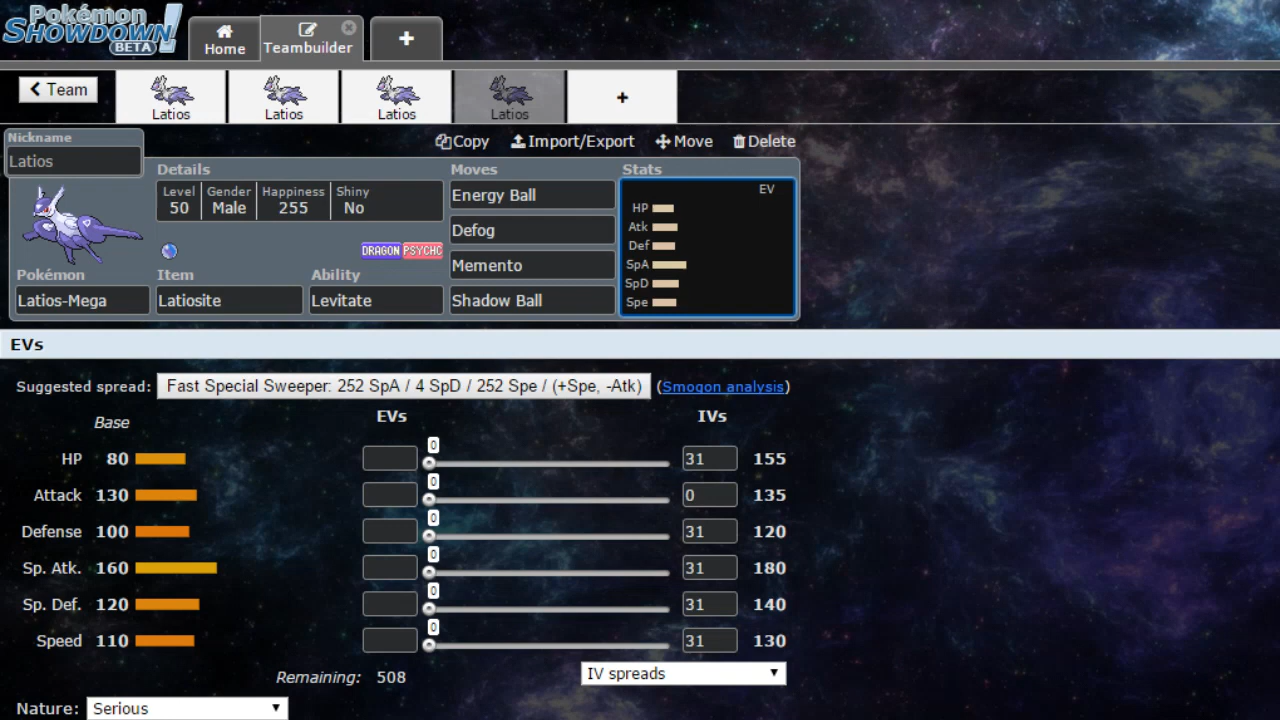 Pokémon
SHOWDOWN!
BETA
Home
Teambuilder
+
Team
Latios
Latios
Latios
Latios
+
Nickname
Latios
Copy
Import/Export
Move
Delete
Details
Level
50
Gender
Male
Happiness
255
Shiny
No
DRAGON PSYCHC
Pokémon
Latios-Mega
Item
Latiosite
Ability
Levitate
Moves
Energy Ball
Defog
Memento
Shadow Ball
Stats
EV
HP
Atk
Def
SpA
SpD
Spe
EVs
Suggested spread: Fast Special Sweeper: 252 SpA / 4 SpD / 252 Spe / (+Spe, -Atk) (Smogon analysis)
Base EVs IVs
HP 80 0 31 155
Attack 130 0 0 135
Defense 100 0 31 120
Sp. Atk. 160 0 31 180
Sp. Def. 120 0 31 140
Speed 110 0 31 130
Remaining: 508
IV spreads
Nature: Serious